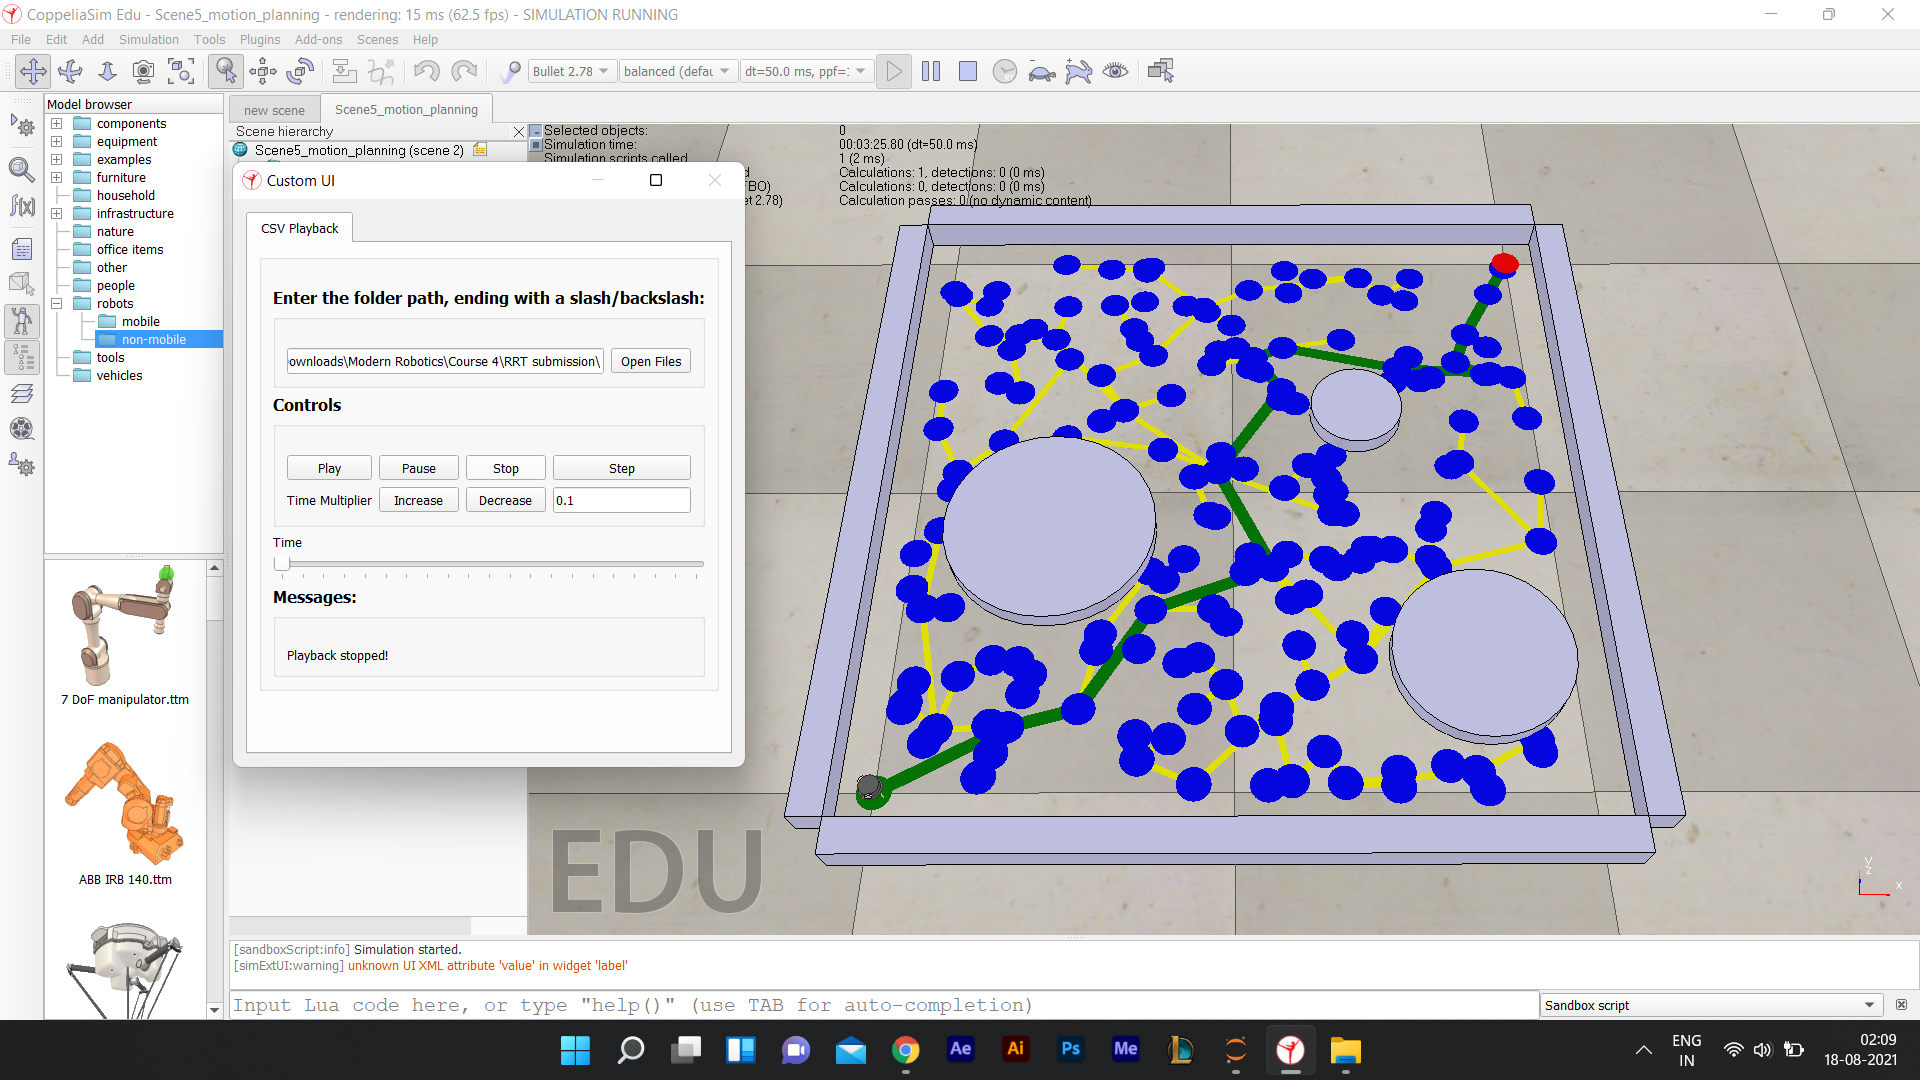 CoppeliaSim Edu - Scene5_motion_planning - rendering: 15 ms (62.5 fps) - SIMULATION RUNNING
File Edit Add Simulation Tools Plugins Add-ons Scenes Help
Bullet 2.78 balanced (defau dt=50.0 ms, ppf=
Model browser
components
equipment
examples
furniture
household
infrastructure
nature
office items
other
people
robots
mobile
non-mobile
tools
vehicles
7 DoF manipulator.ttm
ABB IRB 140.ttm
new scene Scene5_motion_planning
Scene hierarchy
Scene5_motion_planning (scene 2)
Selected objects: 0
Simulation time: 00:03:25.80 (dt=50.0 ms)
Simulation scripts called 1 (2 ms)
d Calculations: 1, detections: 0 (0 ms)
FBO) Calculations: 0, detections: 0 (0 ms)
et 2.78) Calculation passes: 0 (no dynamic content)
Custom UI
CSV Playback
Enter the folder path, ending with a slash/backslash:
ownloads\Modern Robotics\Course 4\RRT submission\ Open Files
Controls
Play Pause Stop Step
Time Multiplier Increase Decrease 0.1
Time
Messages:
Playback stopped!
EDU
y
z
x
[sandboxScript:info] Simulation started.
[simExtUI:warning] unknown UI XML attribute 'value' in widget 'label'
Input Lua code here, or type "help()" (use TAB for auto-completion)
Sandbox script
Ae Ai Ps Me
ENG
IN
02:09
18-08-2021